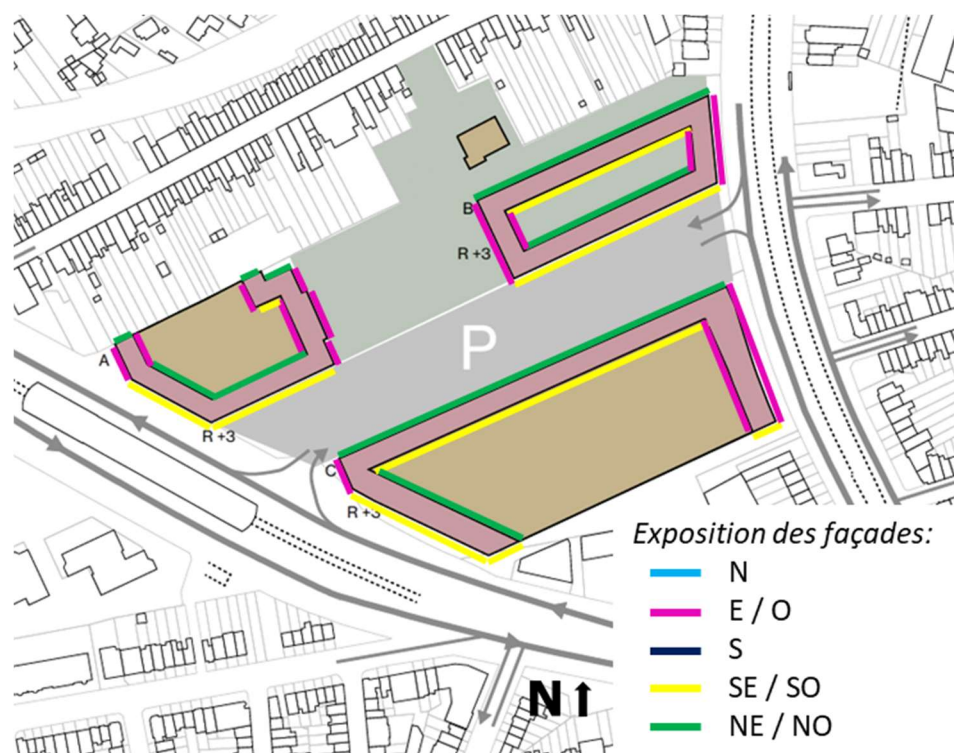 B
R +3
P
A
R +3
C
R +3
Exposition des façades:
N
E / O
S
SE / SO
NE / NO
N